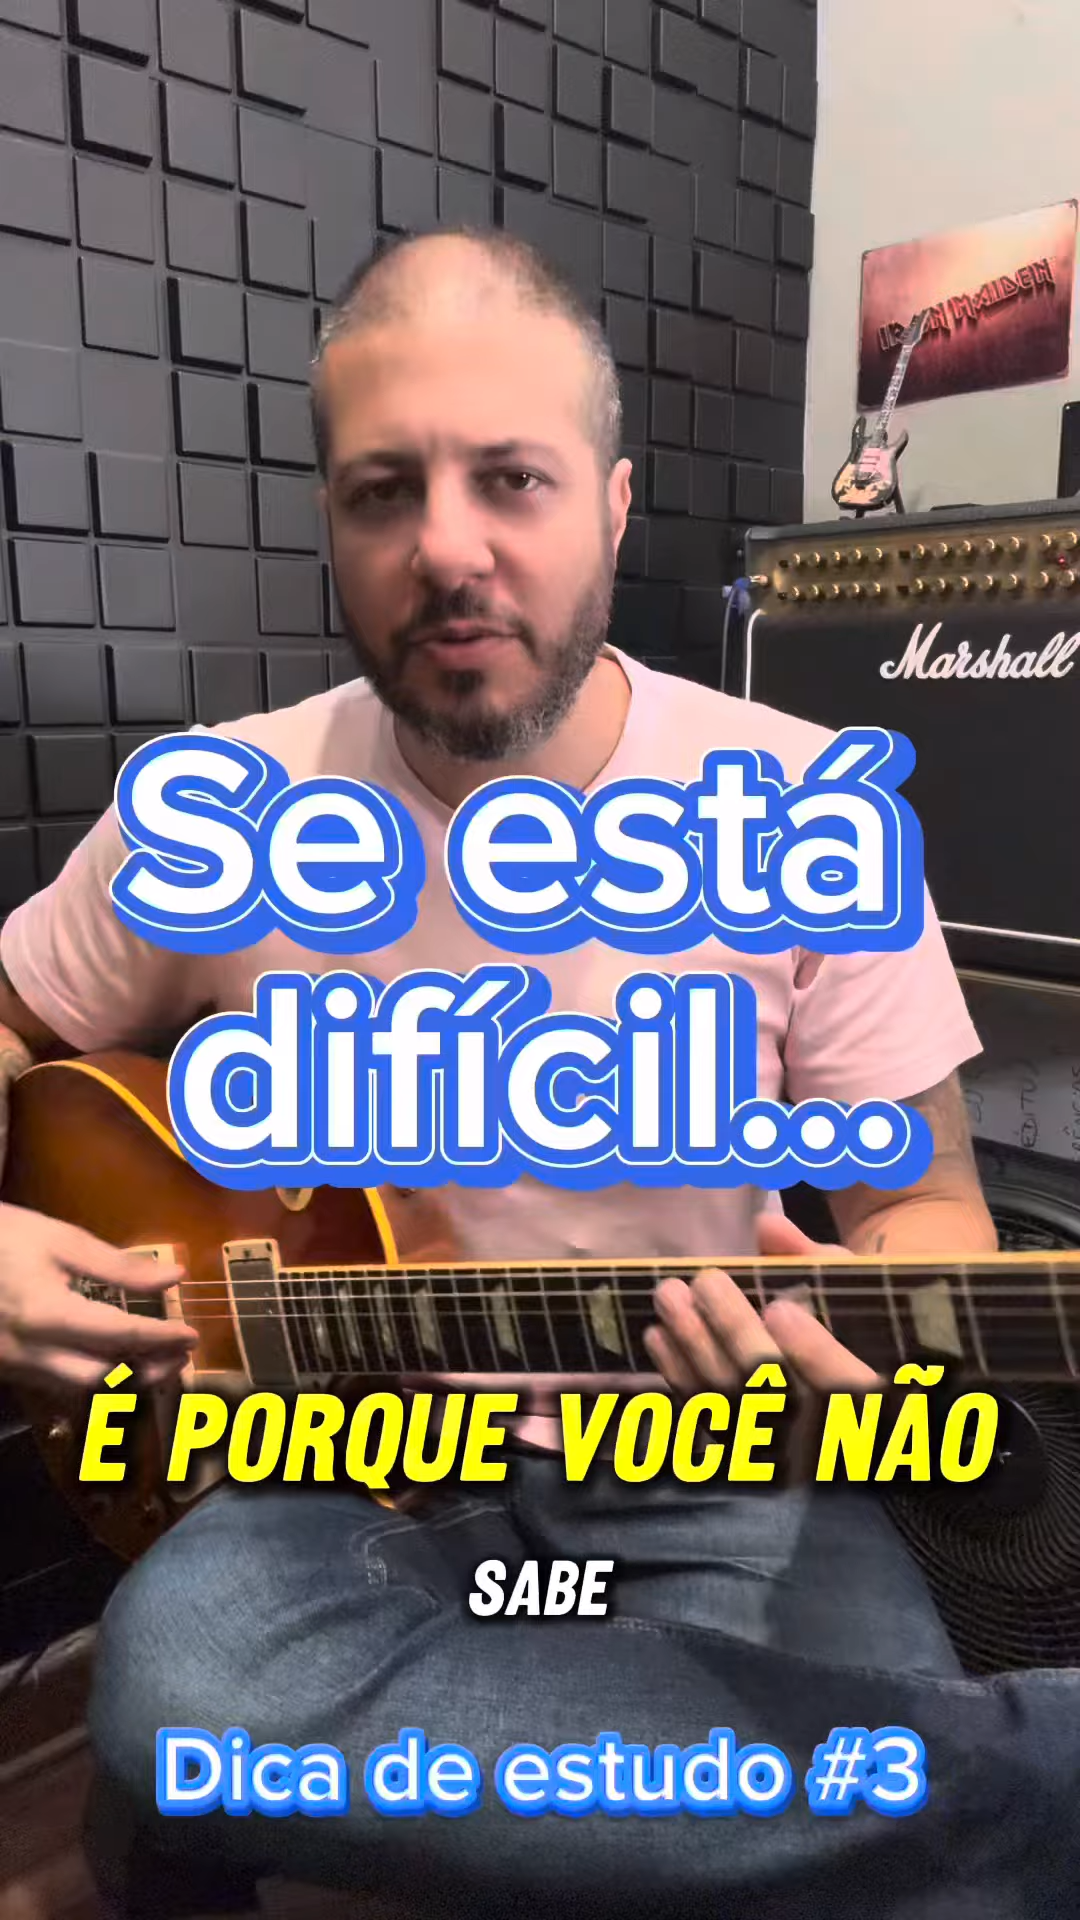 IRON MAIDEN
Marshall
Se está
difícil...
É PORQUE VOCÊ NÃO
SABE
Dica de estudo #3